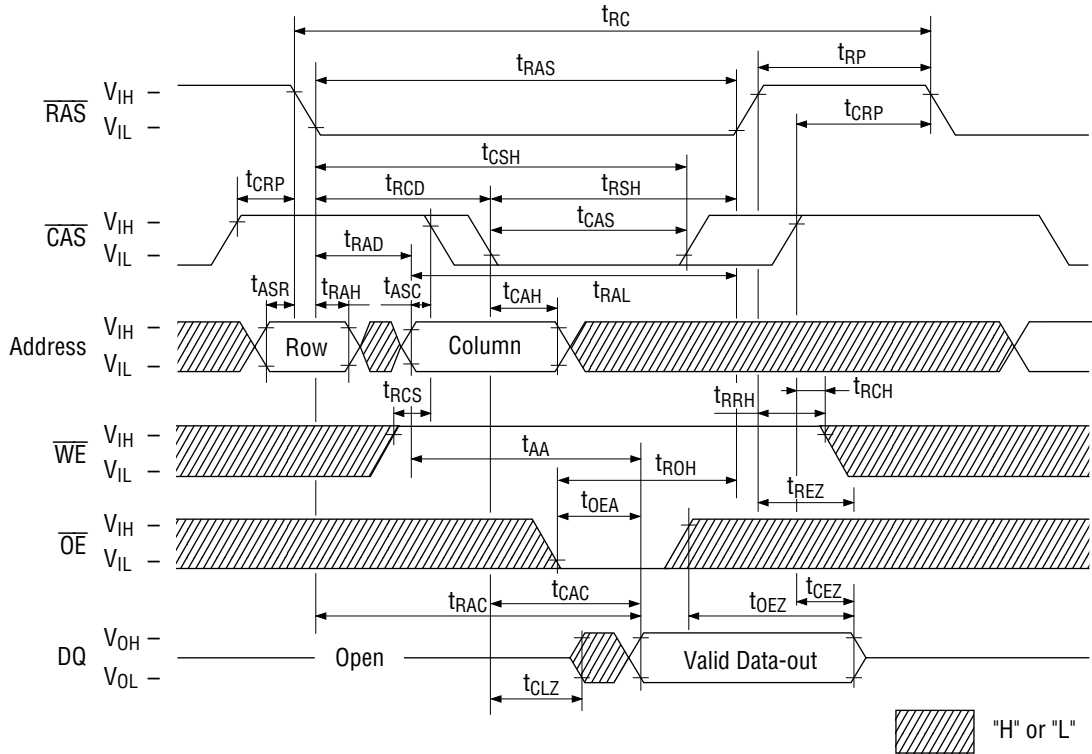 tRC
tRAS
tRP
RAS
VIH
VIL
tCRP
tCSH
tCRP
tRCD
tRSH
CAS
VIH
VIL
tCAS
tRAD
tASR
tRAH
tASC
tCAH
tRAL
Address
VIH
VIL
Row
Column
tRCS
tRRH
tRCH
WE
VIH
VIL
tAA
tROH
tREZ
tOEA
OE
VIH
VIL
tCAC
tCEZ
tRAC
tOEZ
DQ
VOH
VOL
Open
Valid Data-out
tCLZ
"H" or "L"